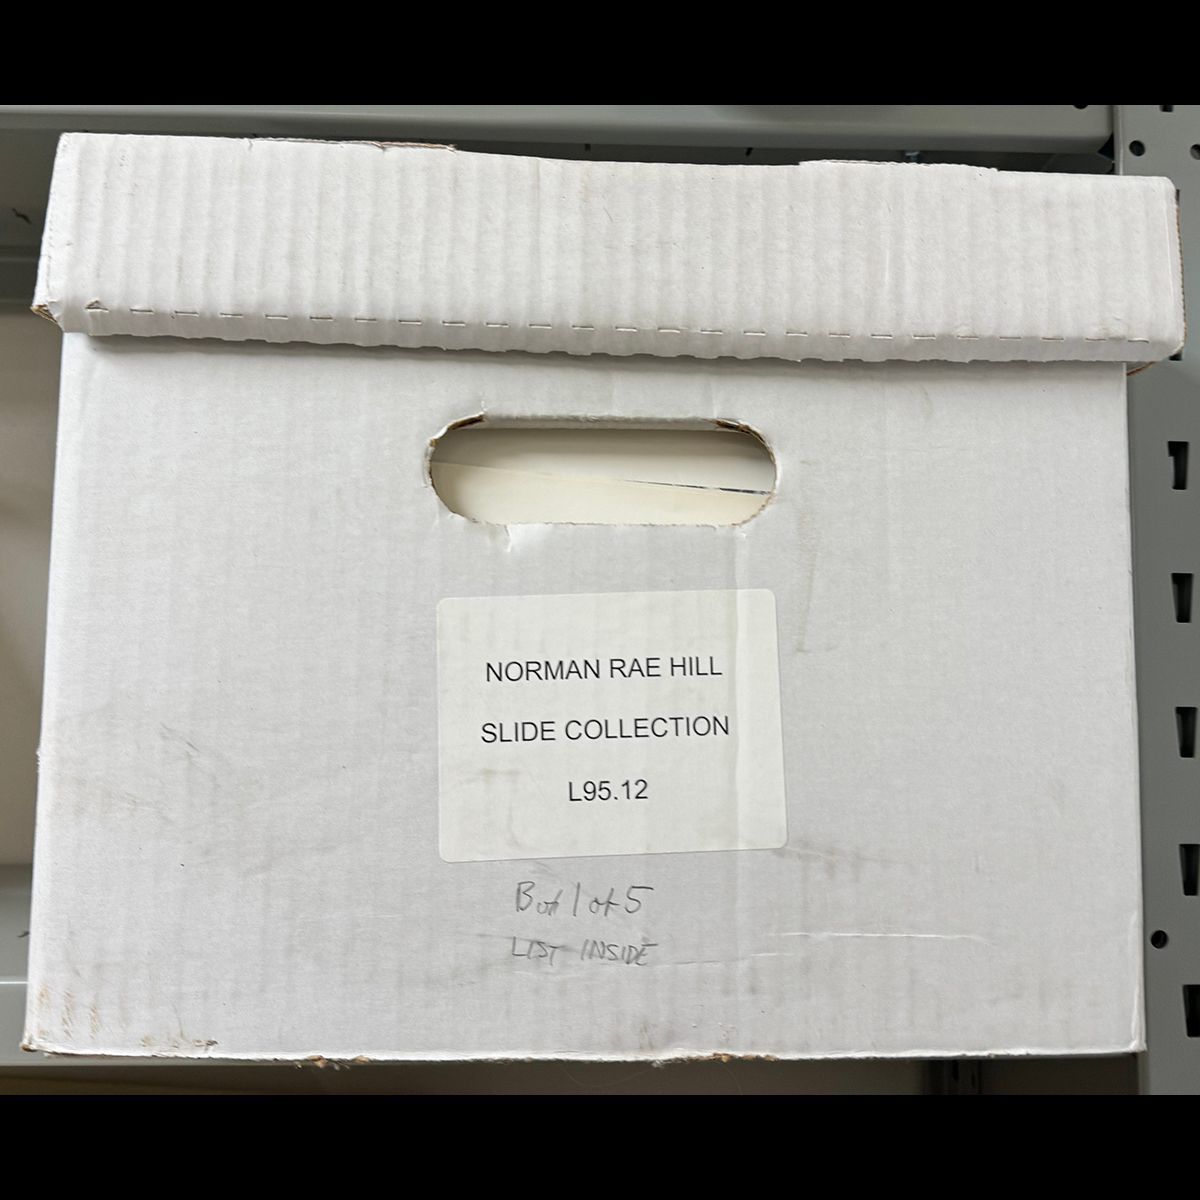 NORMAN RAE HILL
SLIDE COLLECTION
L95.12
Box 1 of 5
LIST INSIDE